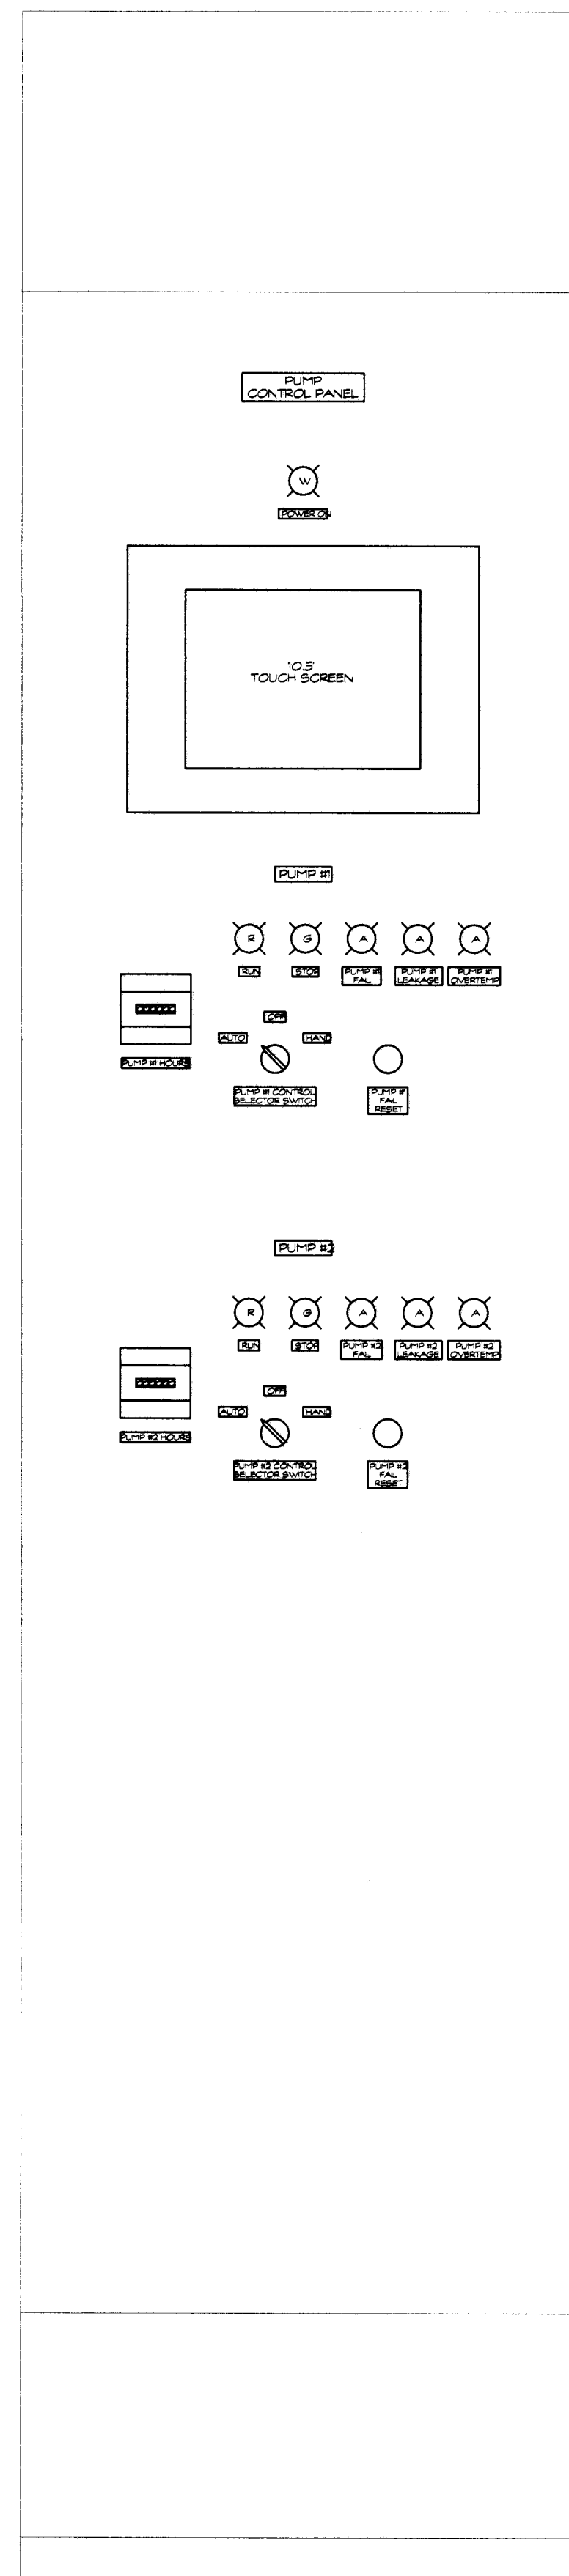 PUMP
CONTROL PANEL
W
POWER ON
10.5'
TOUCH SCREEN
PUMP #1
R G A A A
RUN STOP PUMP #1 PUMP #1 PUMP #1
FAIL LEAKAGE OVERTEMP
OFF
AUTO HAND
PUMP #1 HOURS
PUMP #1 CONTROL
SELECTOR SWITCH
PUMP #1
FAIL
RESET
PUMP #2
R G A A A
RUN STOP PUMP #2 PUMP #2 PUMP #2
FAIL LEAKAGE OVERTEMP
OFF
AUTO HAND
PUMP #2 HOURS
PUMP #2 CONTROL
SELECTOR SWITCH
PUMP #2
FAIL
RESET